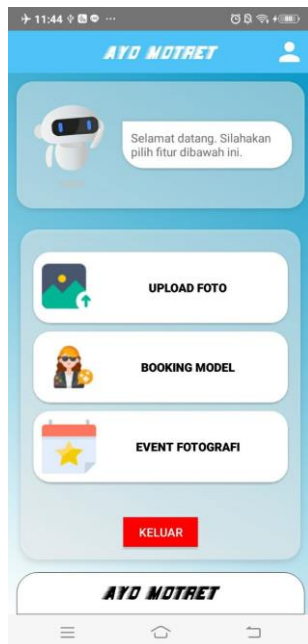 11:44
AYO MOTRET
Selamat datang. Silahakan
pilih fitur dibawah ini.
UPLOAD FOTO
BOOKING MODEL
EVENT FOTOGRAFI
KELUAR
AYO MOTRET